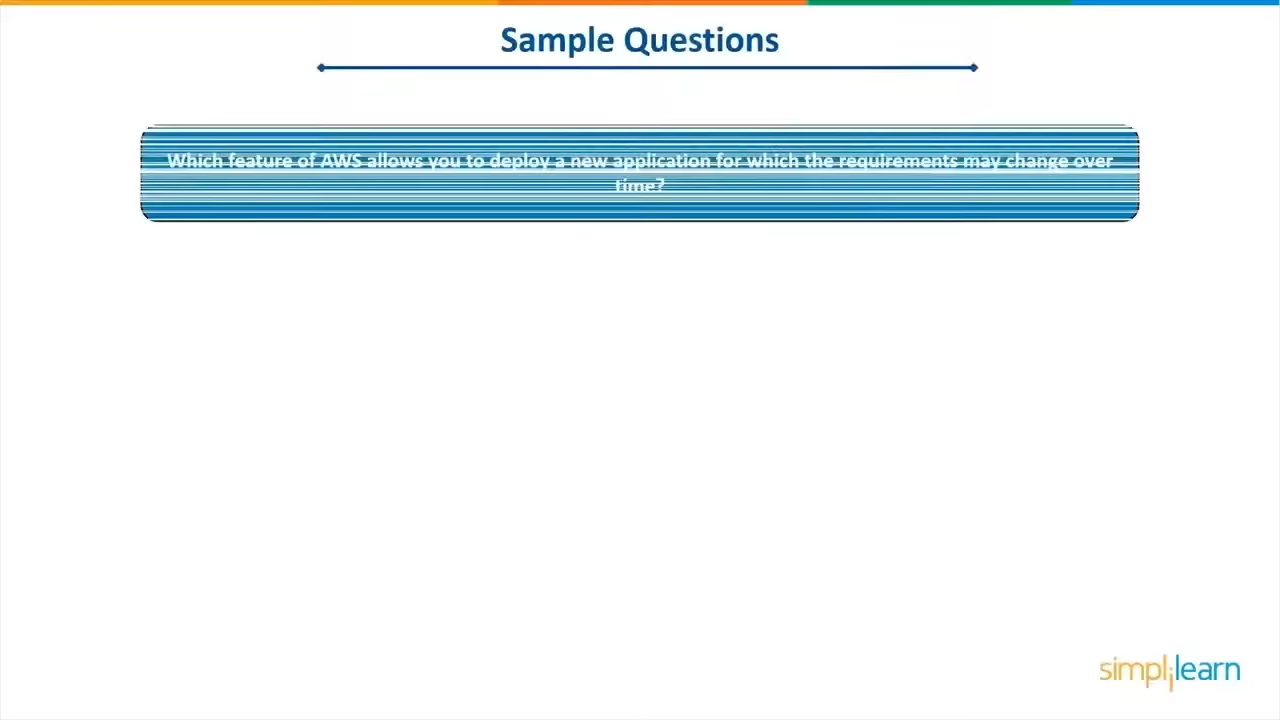 Sample Questions
Which feature of AWS allows you to deploy a new application for which the requirements may change over
time?
simplilearn